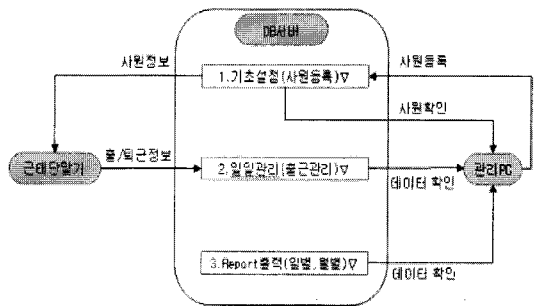 DB서버
사원정보
1.기초설정(사원등록)▽
사원등록
사원확인
출/퇴근정보
근태단말기
2.일일관리(출근관리)▽
관리PC
데이터 확인
3.Report출력(일별,월별)▽
데이터 확인